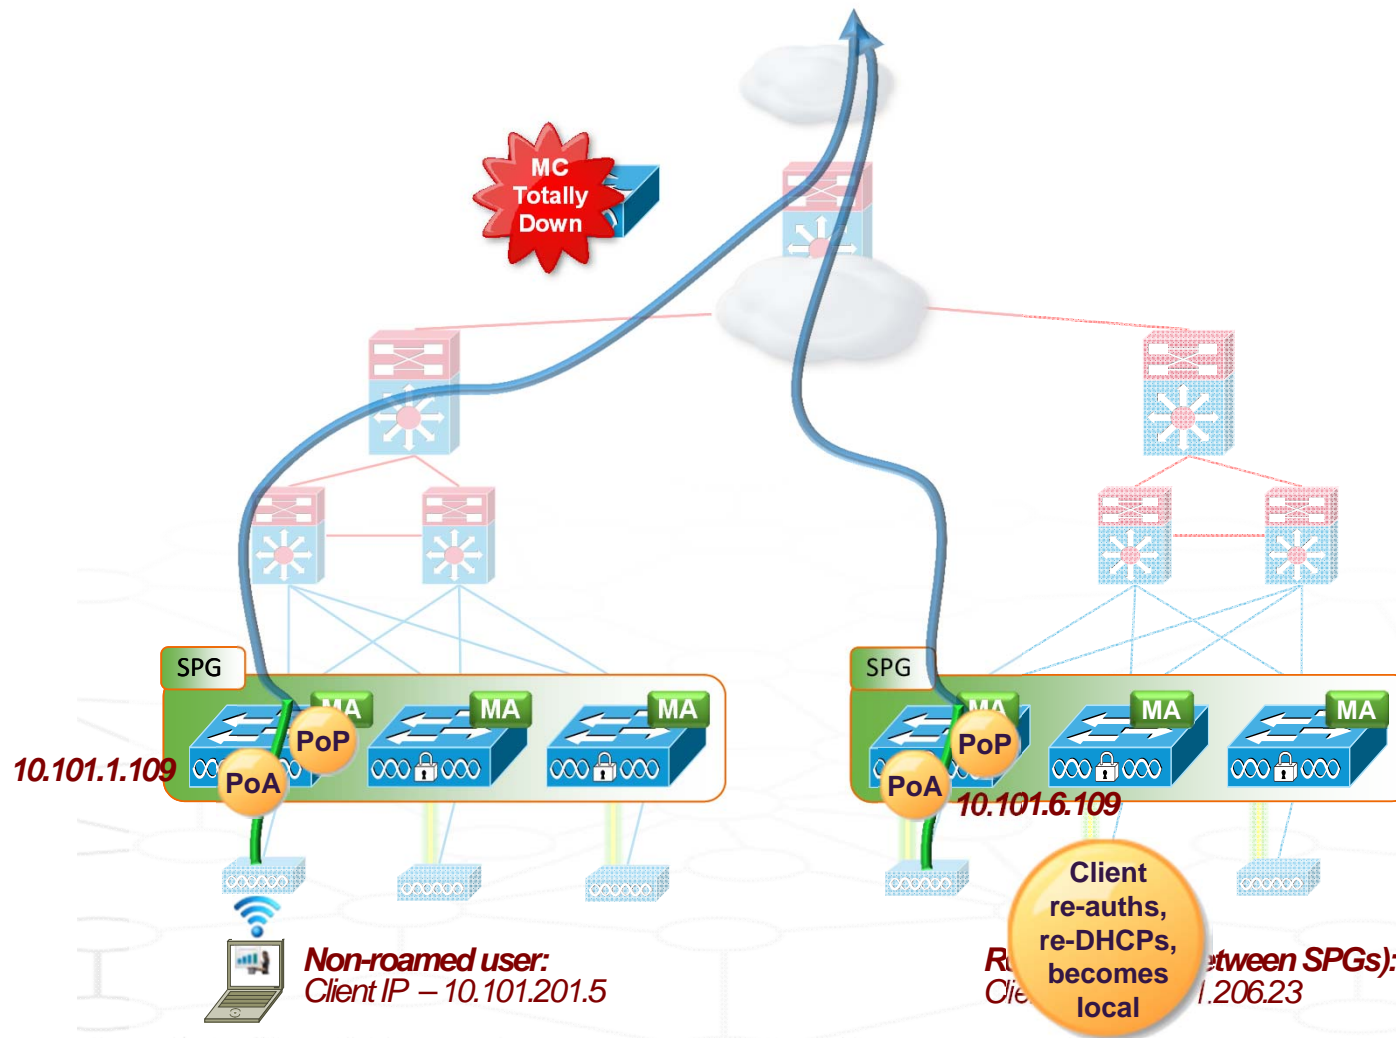 MC
Totally
Down
SPG
MA
MA
MA
PoP
PoA
10.101.1.109
SPG
MA
MA
MA
PoP
PoA
10.101.6.109
Non-roamed user:
Client IP – 10.101.201.5
Client
re-auths,
re-DHCPs,
becomes
local
between SPGs):
.206.23